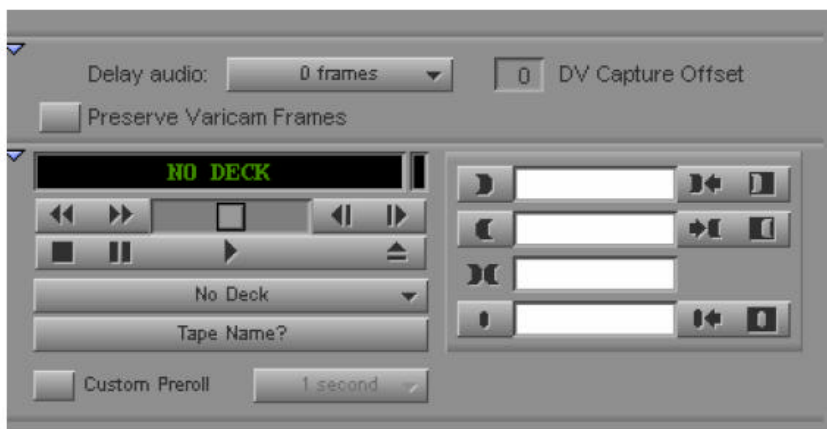 Delay audio: 0 frames 0 DV Capture Offset
Preserve Varicam Frames
NO DECK
No Deck
Tape Name?
Custom Preroll 1 second